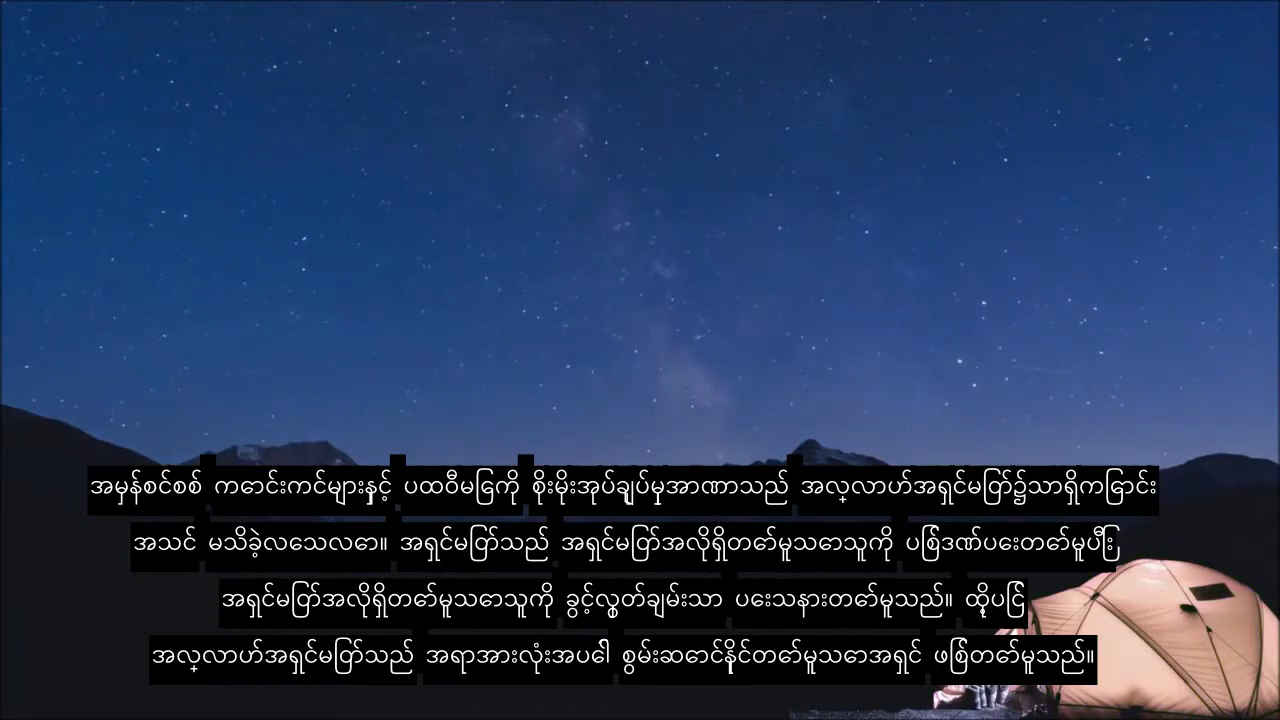 အမှန်စင်စစ် ကောင်းကင်များနှင့် ပထဝီမြေကို စိုးမိုးအုပ်ချုပ်မှုအာဏာသည် အလ္လာဟ်အရှင်မြတ်၌သာရှိကြောင်း
အသင် မသိခဲ့လေသလော။ အရှင်မြတ်သည် အရှင်မြတ်အလိုရှိတော်မူသောသူကို ပြစ်ဒဏ်ပေးတော်မူပြီး
အရှင်မြတ်အလိုရှိတော်မူသောသူကို ခွင့်လွှတ်ချမ်းသာ ပေးသနားတော်မူသည်။ ထို့ပြင်
အလ္လာဟ်အရှင်မြတ်သည် အရာအားလုံးအပေါ် စွမ်းဆောင်နိုင်တော်မူသောအရှင် ဖြစ်တော်မူသည်။